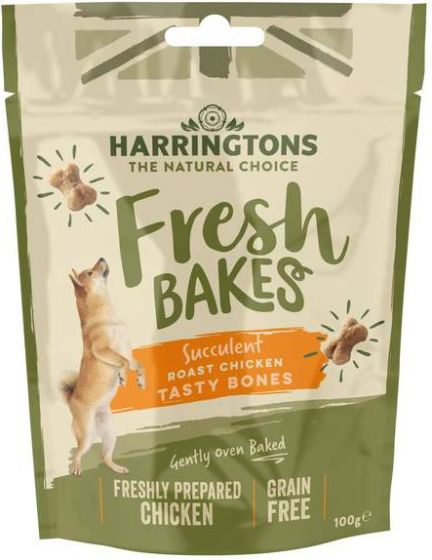 HARRINGTONS
THE NATURAL CHOICE
Fresh
BAKES
Succulent
ROAST CHICKEN
TASTY BONES
Gently Oven Baked
FRESHLY PREPARED
CHICKEN
GRAIN
FREE
100g℮